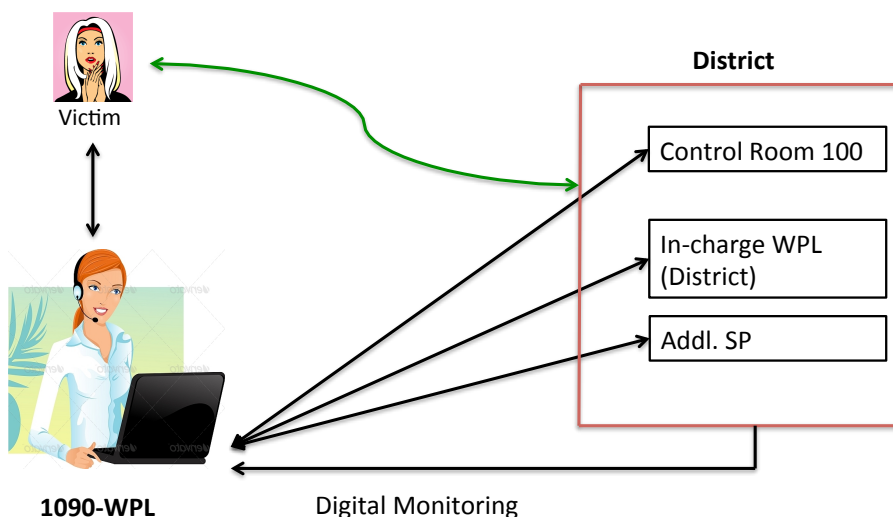 District
Victim
Control Room 100
In-charge WPL
(District)
Addl. SP
1090-WPL
Digital Monitoring